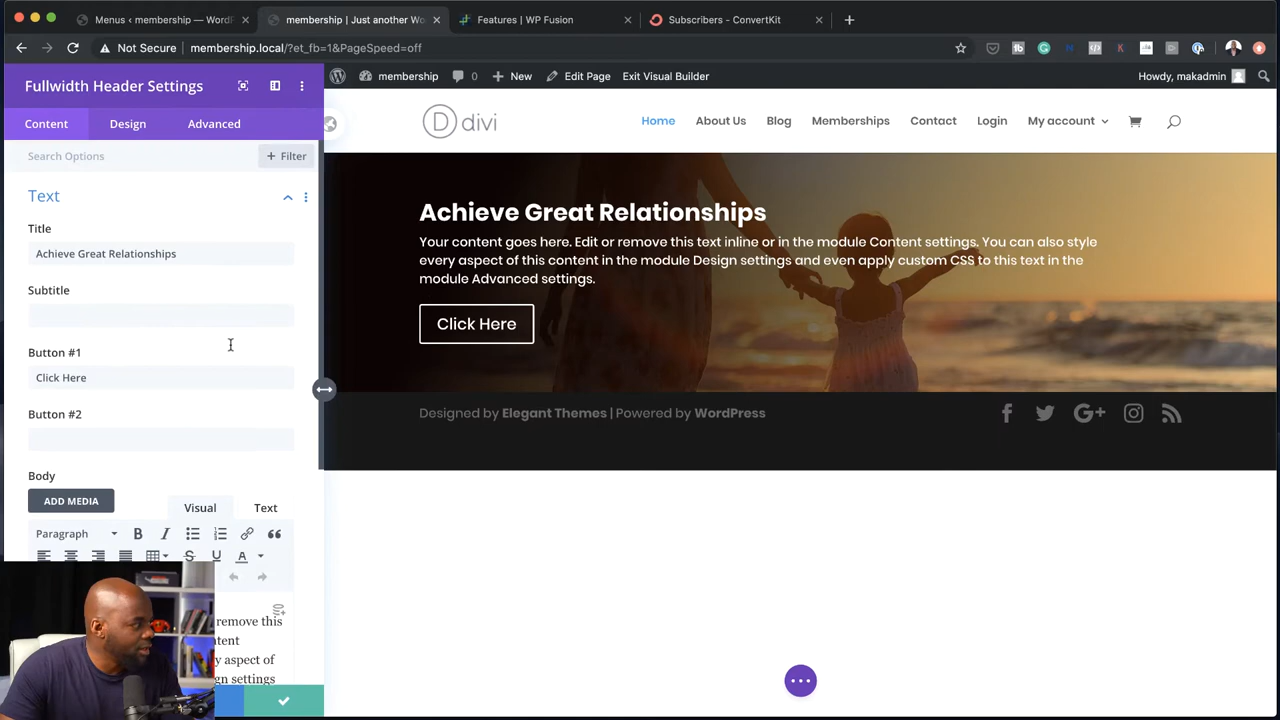 Menus ‹ membership — WordF
membership | Just another Wo
Features | WP Fusion
Subscribers - ConvertKit
Not Secure
membership.local/?et_fb=1&PageSpeed=off
Fullwidth Header Settings
membership
0
New
Edit Page
Exit Visual Builder
Howdy, makadmin
Content
Design
Advanced
D divi
Home
About Us
Blog
Memberships
Contact
Login
My account
Search Options
+ Filter
Text
Title
Achieve Great Relationships
Subtitle
Button #1
Click Here
Button #2
Body
ADD MEDIA
Visual
Text
Paragraph
B
I
S
U
A
remove this
tent
y aspect of
gn settings
Achieve Great Relationships
Your content goes here. Edit or remove this text inline or in the module Content settings. You can also style
every aspect of this content in the module Design settings and even apply custom CSS to this text in the
module Advanced settings.
Click Here
Designed by Elegant Themes | Powered by WordPress